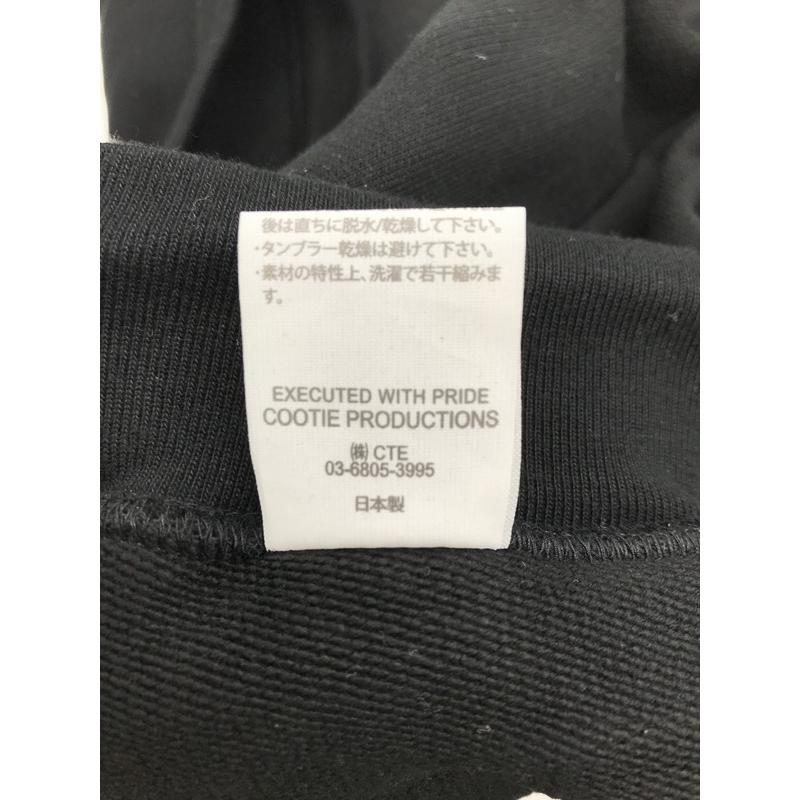 後は直ちに脱水/乾燥して下さい。
・タンブラー乾燥は避けて下さい。
・素材の特性上、洗濯で若干縮みま
す。
EXECUTED WITH PRIDE
COOTIE PRODUCTIONS
㈱ CTE
03-6805-3995
日本製